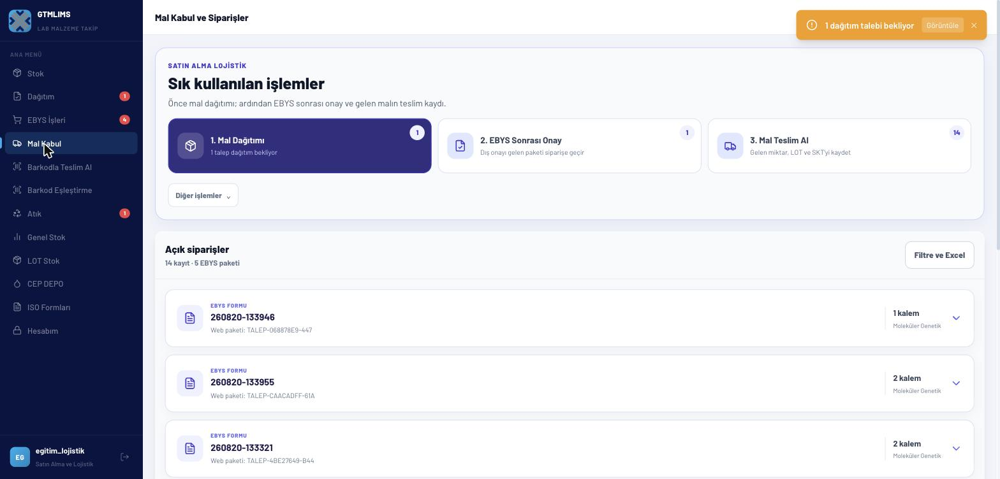 GTMLIMS
LAB MALZEME TAKİP
ANA MENÜ
Stok
Dağıtım 1
EBYS İşleri 4
Mal Kabul
Barkodla Teslim Al
Barkod Eşleştirme
Atık 1
Genel Stok
LOT Stok
CEP DEPO
ISO Formları
Hesabım
EG
egitim_lojistik
Satın Alma ve Lojistik
Mal Kabul ve Siparişler
1 dağıtım talebi bekliyor Görüntüle
SATIN ALMA LOJİSTİK
Sık kullanılan işlemler
Önce mal dağıtımı; ardından EBYS sonrası onay ve gelen malın teslim kaydı.
1. Mal Dağıtımı 1
1 talep dağıtım bekliyor
2. EBYS Sonrası Onay 1
Dış onayı gelen paketi siparişe geçir
3. Mal Teslim Al 14
Gelen miktar, LOT ve SKT'yi kaydet
Diğer işlemler
Açık siparişler
14 kayıt · 5 EBYS paketi
Filtre ve Excel
EBYS FORMU
260820-133946
Web paketi: TALEP-068878E9-447
1 kalem
Moleküler Genetik
EBYS FORMU
260820-133955
Web paketi: TALEP-CAACADFF-61A
2 kalem
Moleküler Genetik
EBYS FORMU
260820-133321
Web paketi: TALEP-4BE27649-B44
2 kalem
Moleküler Genetik